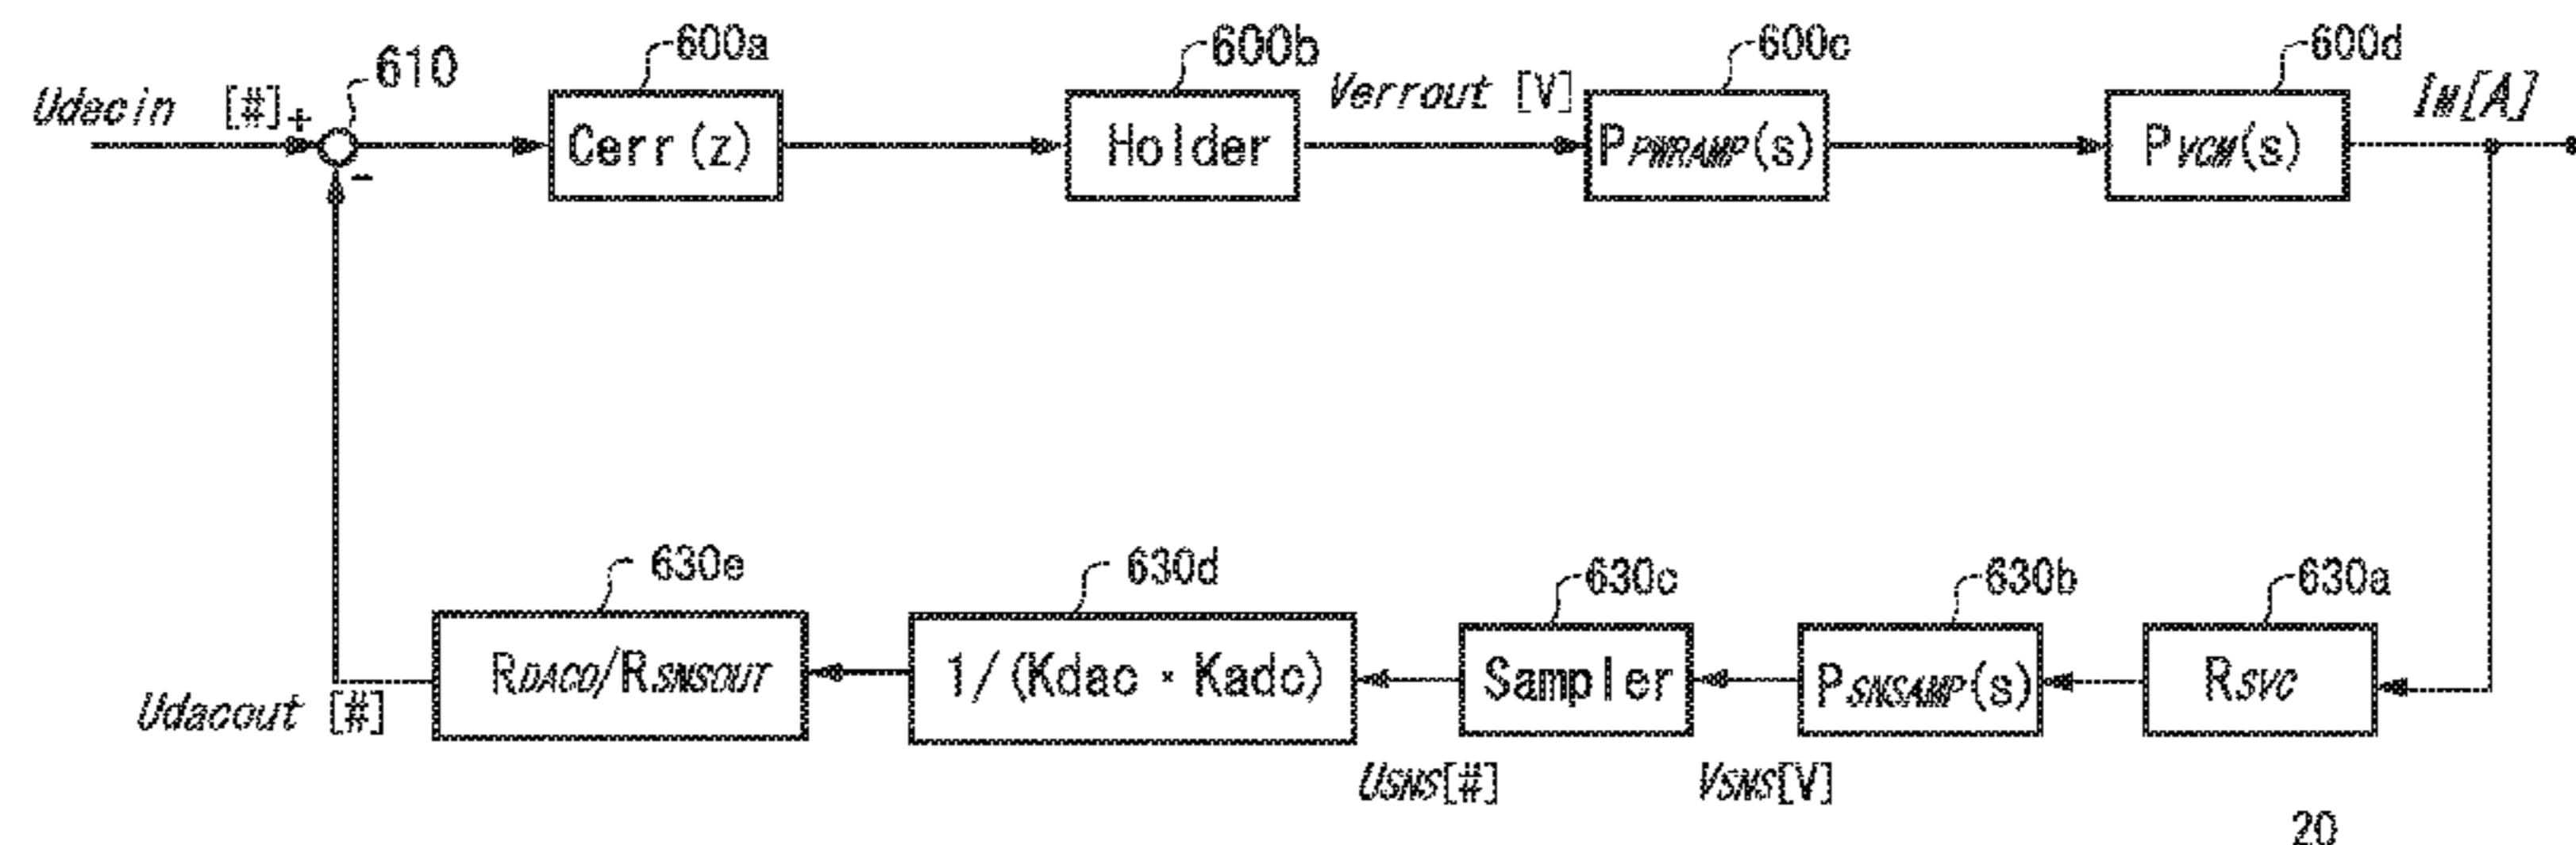 600a
600b
600c
600d
610
Udacin [#]
+
-
Cerr(z)
Holder
Verrout [V]
PPWRAMP(s)
PVCM(s)
IM[A]
630e
630d
630c
630b
630a
RDACO/RSNSOUT
1/(Kdac · Kadc)
Sampler
PSNSAMP(s)
RSVC
Udacout [#]
USNS[#]
VSNS[V]
20